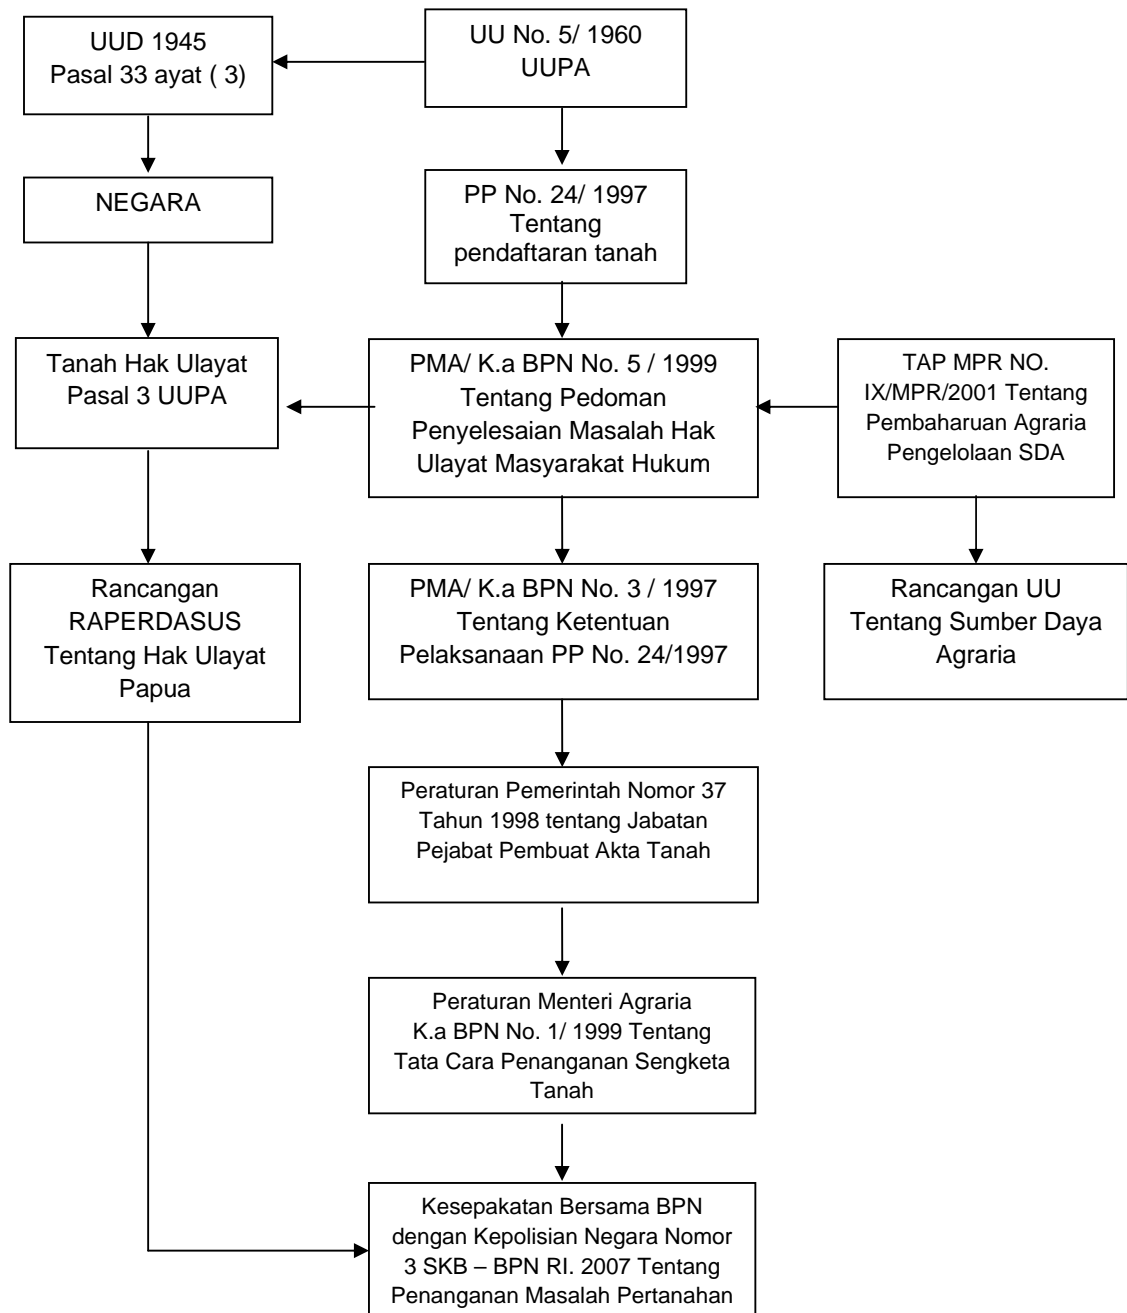 UUD 1945
Pasal 33 ayat ( 3)
UU No. 5/ 1960
UUPA
NEGARA
PP No. 24/ 1997
Tentang
pendaftaran tanah
Tanah Hak Ulayat
Pasal 3 UUPA
PMA/ K.a BPN No. 5 / 1999
Tentang Pedoman
Penyelesaian Masalah Hak
Ulayat Masyarakat Hukum
TAP MPR NO.
IX/MPR/2001 Tentang
Pembaharuan Agraria
Pengelolaan SDA
Rancangan
RAPERDASUS
Tentang Hak Ulayat
Papua
PMA/ K.a BPN No. 3 / 1997
Tentang Ketentuan
Pelaksanaan PP No. 24/1997
Rancangan UU
Tentang Sumber Daya
Agraria
Peraturan Pemerintah Nomor 37
Tahun 1998 tentang Jabatan
Pejabat Pembuat Akta Tanah
Peraturan Menteri Agraria
K.a BPN No. 1/ 1999 Tentang
Tata Cara Penanganan Sengketa
Tanah
Kesepakatan Bersama BPN
dengan Kepolisian Negara Nomor
3 SKB – BPN RI. 2007 Tentang
Penanganan Masalah Pertanahan